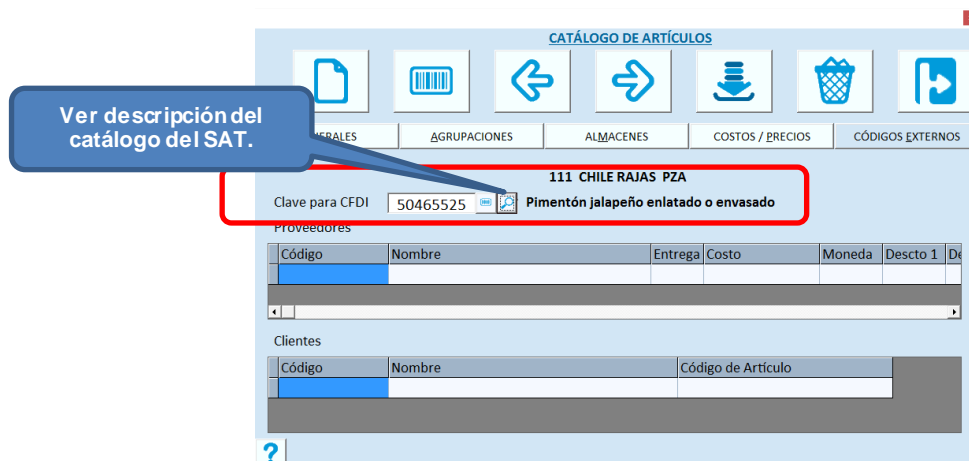 CATÁLOGO DE ARTÍCULOS
Ver descripción del
catálogo del SAT.
AGRUPACIONES
ALMACENES
COSTOS / PRECIOS
CÓDIGOS EXTERNOS
111 CHILE RAJAS PZA
Clave para CFDI 50465525 Pimentón jalapeño enlatado o envasado
Proveedores
Código Nombre Entrega Costo Moneda Descto 1
Clientes
Código Nombre Código de Artículo
?